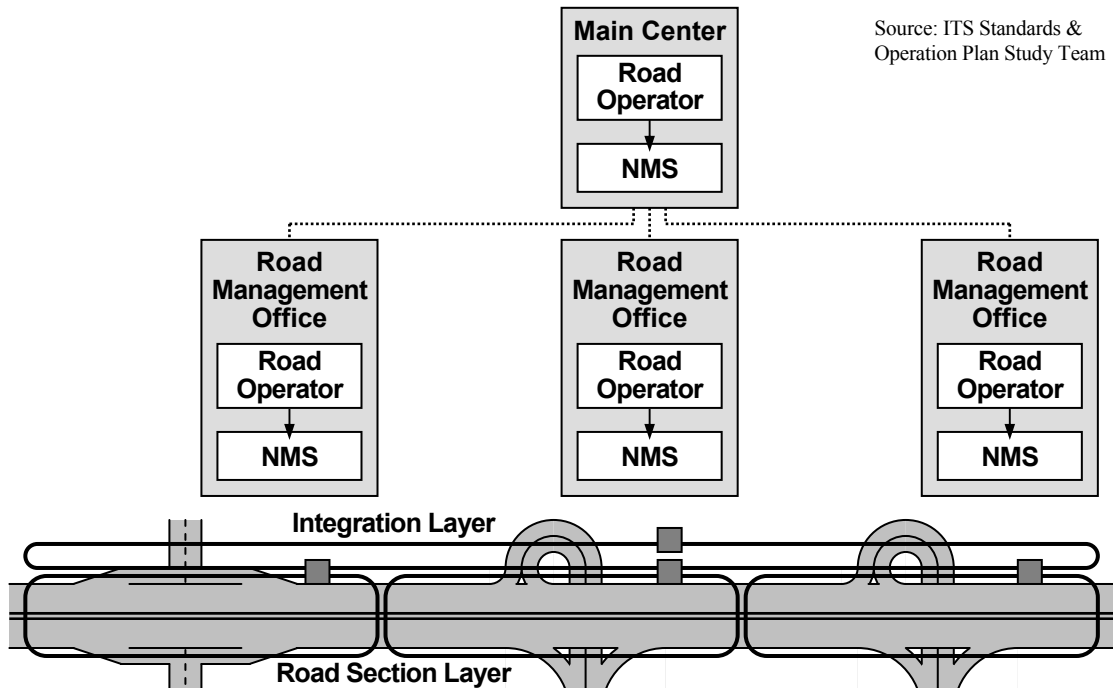 Main Center
Road
Operator
NMS
Source: ITS Standards &
Operation Plan Study Team
Road
Management
Office
Road
Operator
NMS
Road
Management
Office
Road
Operator
NMS
Road
Management
Office
Road
Operator
NMS
Integration Layer
Road Section Layer